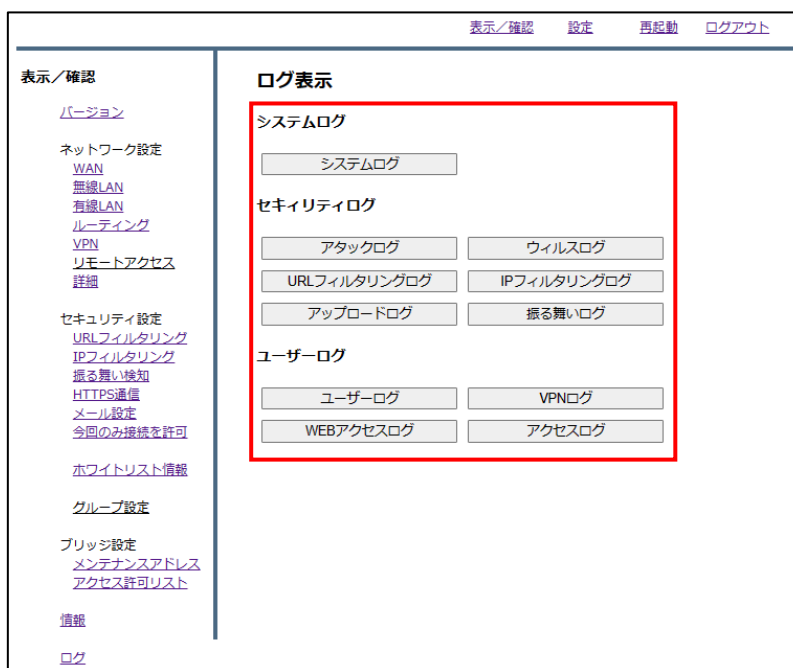 表示／確認 設定 再起動 ログアウト
表示／確認
バージョン
ネットワーク設定
WAN
無線LAN
有線LAN
ルーティング
VPN
リモートアクセス
詳細
セキュリティ設定
URLフィルタリング
IPフィルタリング
振る舞い検知
HTTPS通信
メール設定
今回のみ接続を許可
ホワイトリスト情報
グループ設定
ブリッジ設定
メンテナンスアドレス
アクセス許可リスト
情報
ログ
ログ表示
システムログ
システムログ
セキィリティログ
アタックログ ウィルスログ
URLフィルタリングログ IPフィルタリングログ
アップロードログ 振る舞いログ
ユーザーログ
ユーザーログ VPNログ
WEBアクセスログ アクセスログ